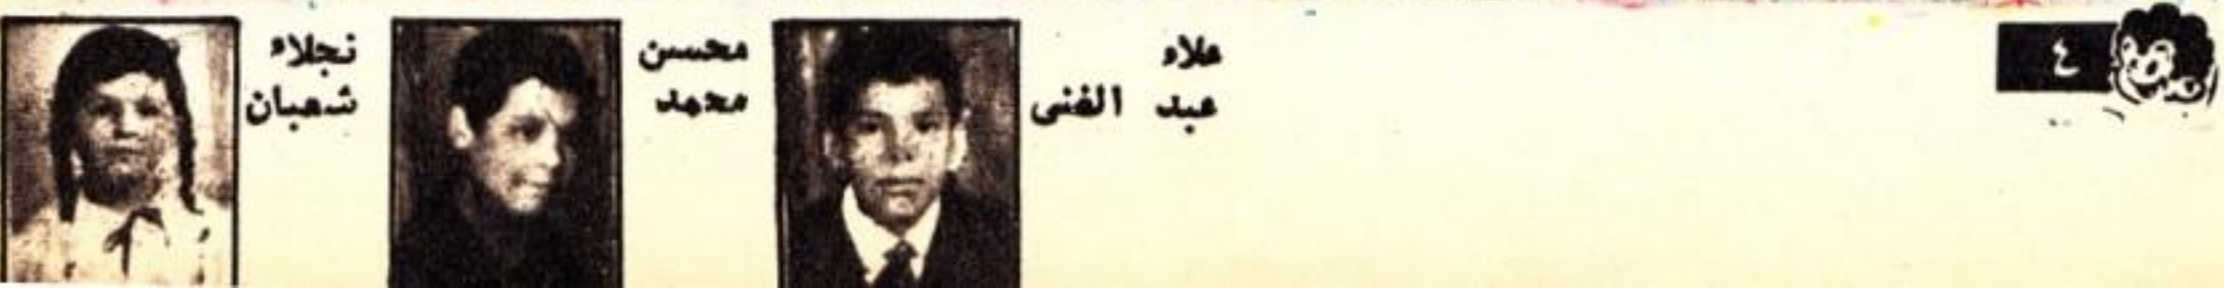 ٤
علاء
عبد الغنى
محسن
محمد
نجلاء
شعبان